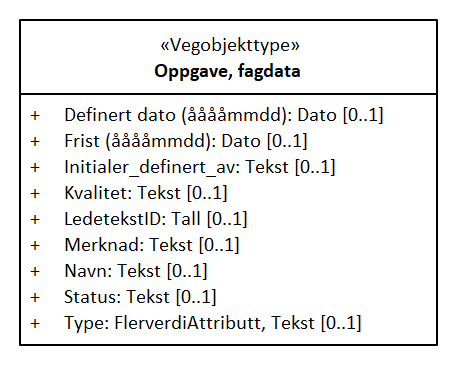 «Vegobjekttype»
Oppgave, fagdata
+ Definert dato (ååååmmdd): Dato [0..1]
+ Frist (ååååmmdd): Dato [0..1]
+ Initialer_definert_av: Tekst [0..1]
+ Kvalitet: Tekst [0..1]
+ LedetekstID: Tall [0..1]
+ Merknad: Tekst [0..1]
+ Navn: Tekst [0..1]
+ Status: Tekst [0..1]
+ Type: FlerverdiAttributt, Tekst [0..1]